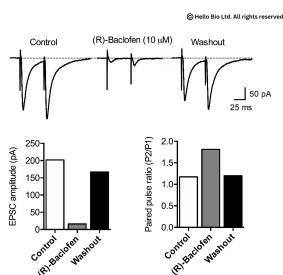 © Hello Bio Ltd. All rights reserved
Control
(R)-Baclofen (10 µM)
Washout
50 pA
25 ms
EPSC amplitude (pA)
250
200
150
100
50
0
Control
(R)-Baclofen
Washout
Paired pulse ratio (P2/P1)
2.0
1.5
1.0
0.5
0.0
Control
(R)-Baclofen
Washout